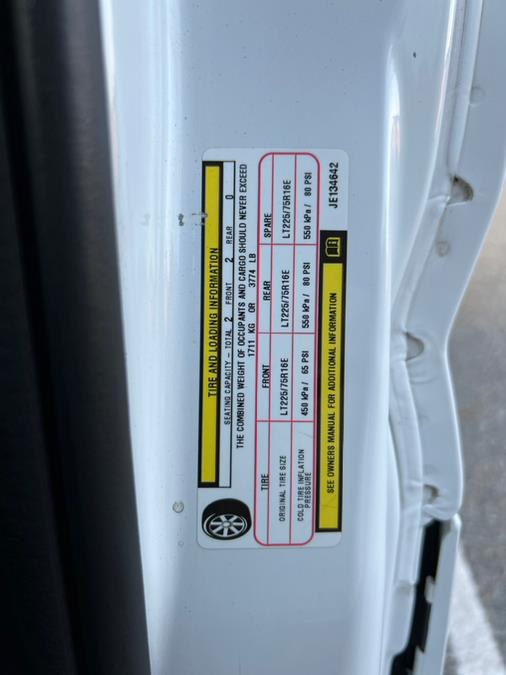 TIRE AND LOADING INFORMATION
SEATING CAPACITY - TOTAL 2 FRONT 2 REAR 0
THE COMBINED WEIGHT OF OCCUPANTS AND CARGO SHOULD NEVER EXCEED
1711 KG OR 3774 LB
TIRE FRONT REAR SPARE
ORIGINAL TIRE SIZE LT225/75R16E LT225/75R16E LT225/75R16E
COLD TIRE INFLATION PRESSURE 450 kPa / 65 PSI 550 kPa / 80 PSI 550 kPa / 80 PSI
SEE OWNERS MANUAL FOR ADDITIONAL INFORMATION
JE134642